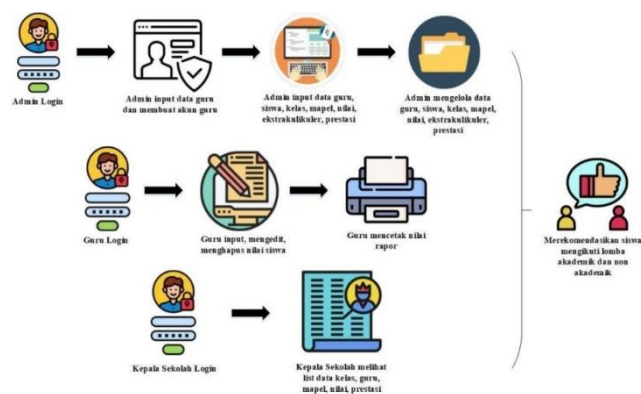 Admin Login
Admin input data guru
dan membuat akun guru
Admin input data guru,
siswa, kelas, mapel, nilai,
ekstrakulikuler, prestasi
Admin mengelola data
guru, siswa, kelas, mapel,
nilai, ekstrakulikuler,
prestasi
Guru Login
Guru input, mengedit,
menghapus nilai siswa
Guru mencetak nilai
rapor
Merekomendasikan siswa
mengikuti lomba
akademik dan non
akademik
Kepala Sekolah Login
Kepala Sekolah melihat
list data kelas, guru,
mapel, nilai, prestasi